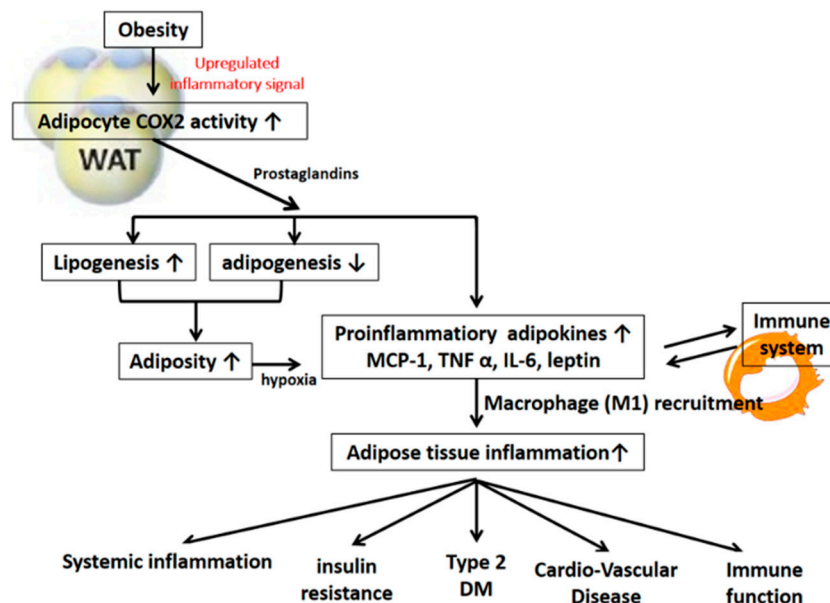 Obesity
Upregulated
inflammatory signal
Adipocyte COX2 activity ↑
WAT
Prostaglandins
Lipogenesis ↑
adipogenesis ↓
Adiposity ↑
hypoxia
Proinflammatiory adipokines ↑
MCP-1, TNF α, IL-6, leptin
Immune
system
Macrophage (M1) recruitment
Adipose tissue inflammation↑
Systemic inflammation
insulin
resistance
Type 2
DM
Cardio-Vascular
Disease
Immune
function